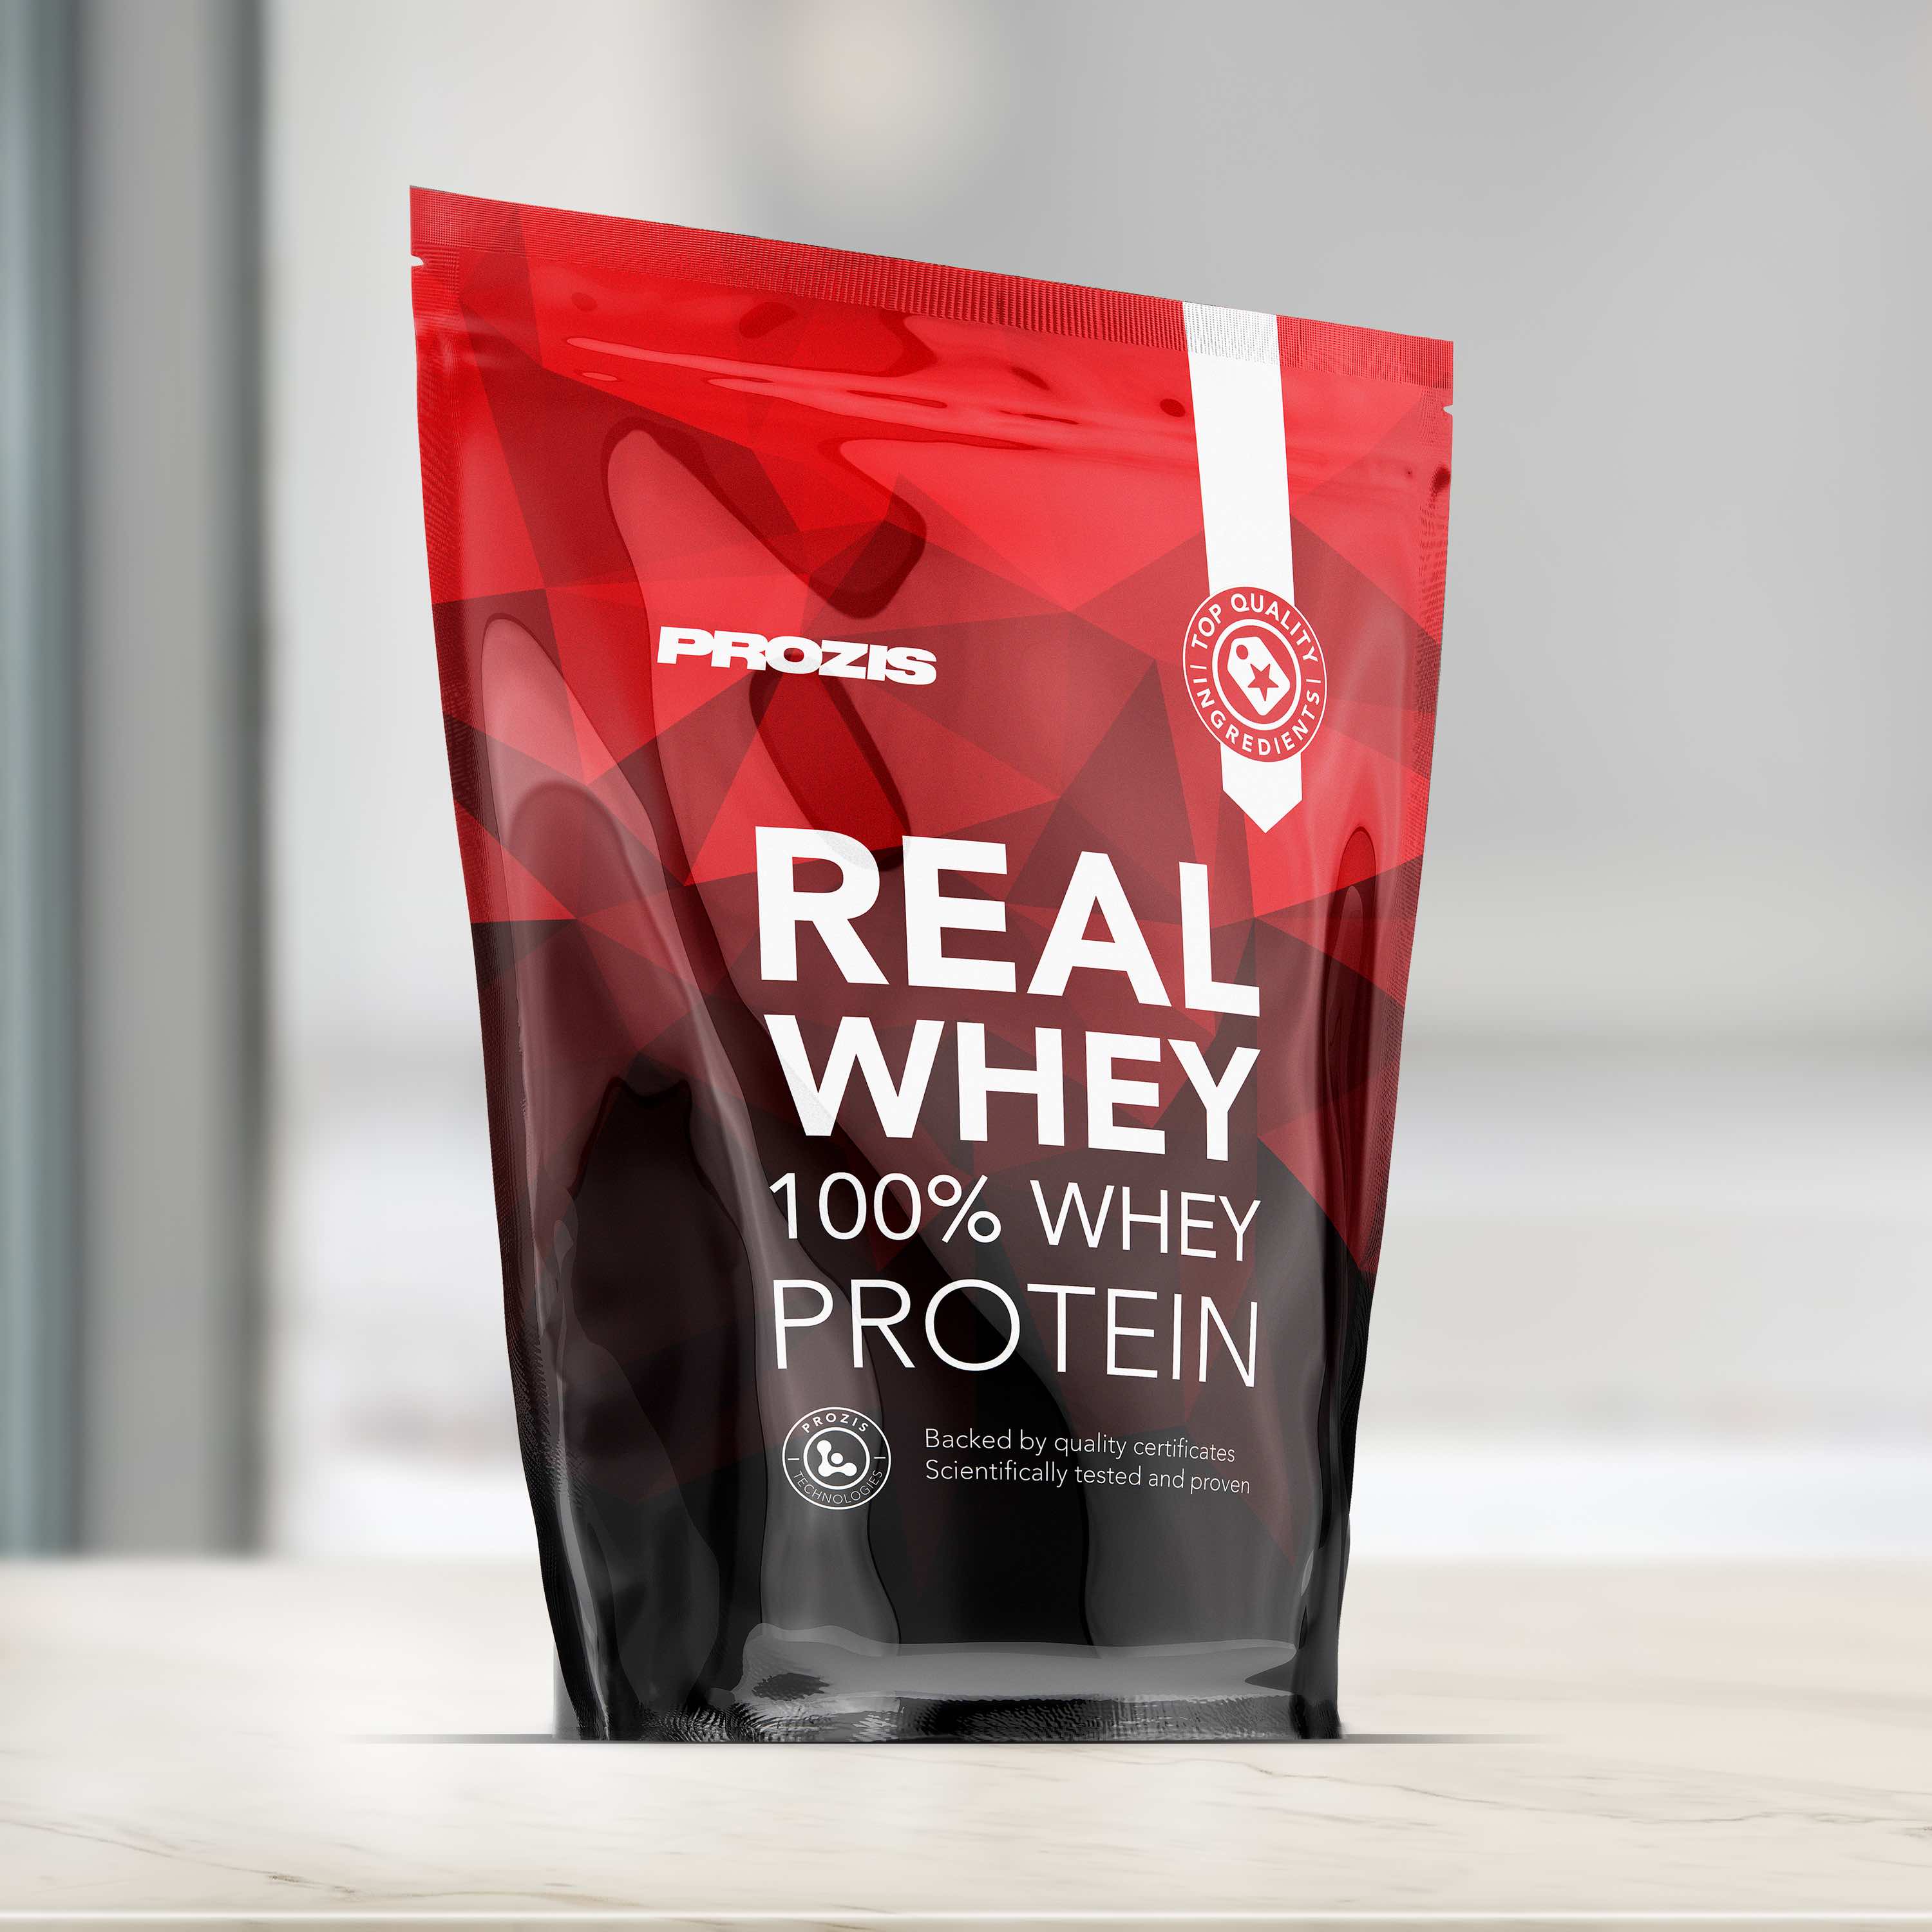 PROZIS
TOP QUALITY
INGREDIENTS
REAL
WHEY
100% WHEY
PROTEIN
PROZIS
TECHNOLOGIES
Backed by quality certificates
Scientifically tested and proven